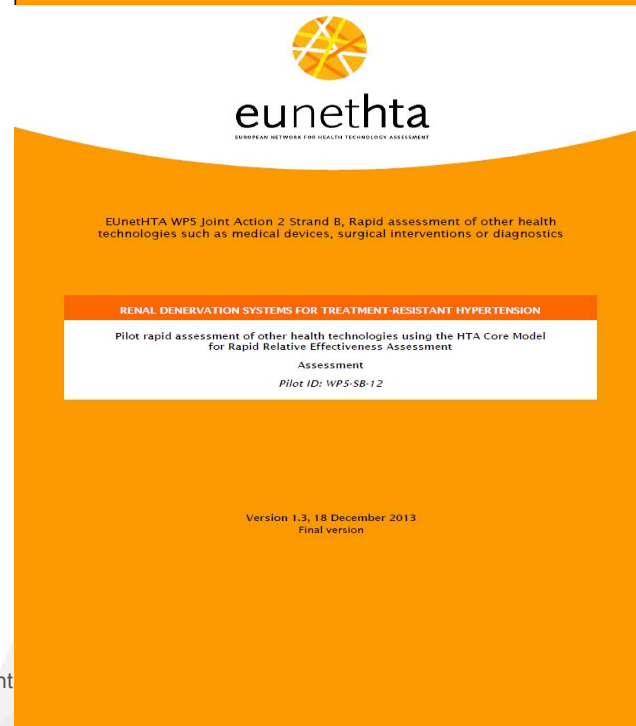 eunethta
EUROPEAN NETWORK FOR HEALTH TECHNOLOGY ASSESSMENT
EUnetHTA WP5 Joint Action 2 Strand B, Rapid assessment of other health
technologies such as medical devices, surgical interventions or diagnostics
RENAL DENERVATION SYSTEMS FOR TREATMENT-RESISTANT HYPERTENSION
Pilot rapid assessment of other health technologies using the HTA Core Model
for Rapid Relative Effectiveness Assessment
Assessment
Pilot ID: WP5-SB-12
Version 1.3, 18 December 2013
Final version
nt